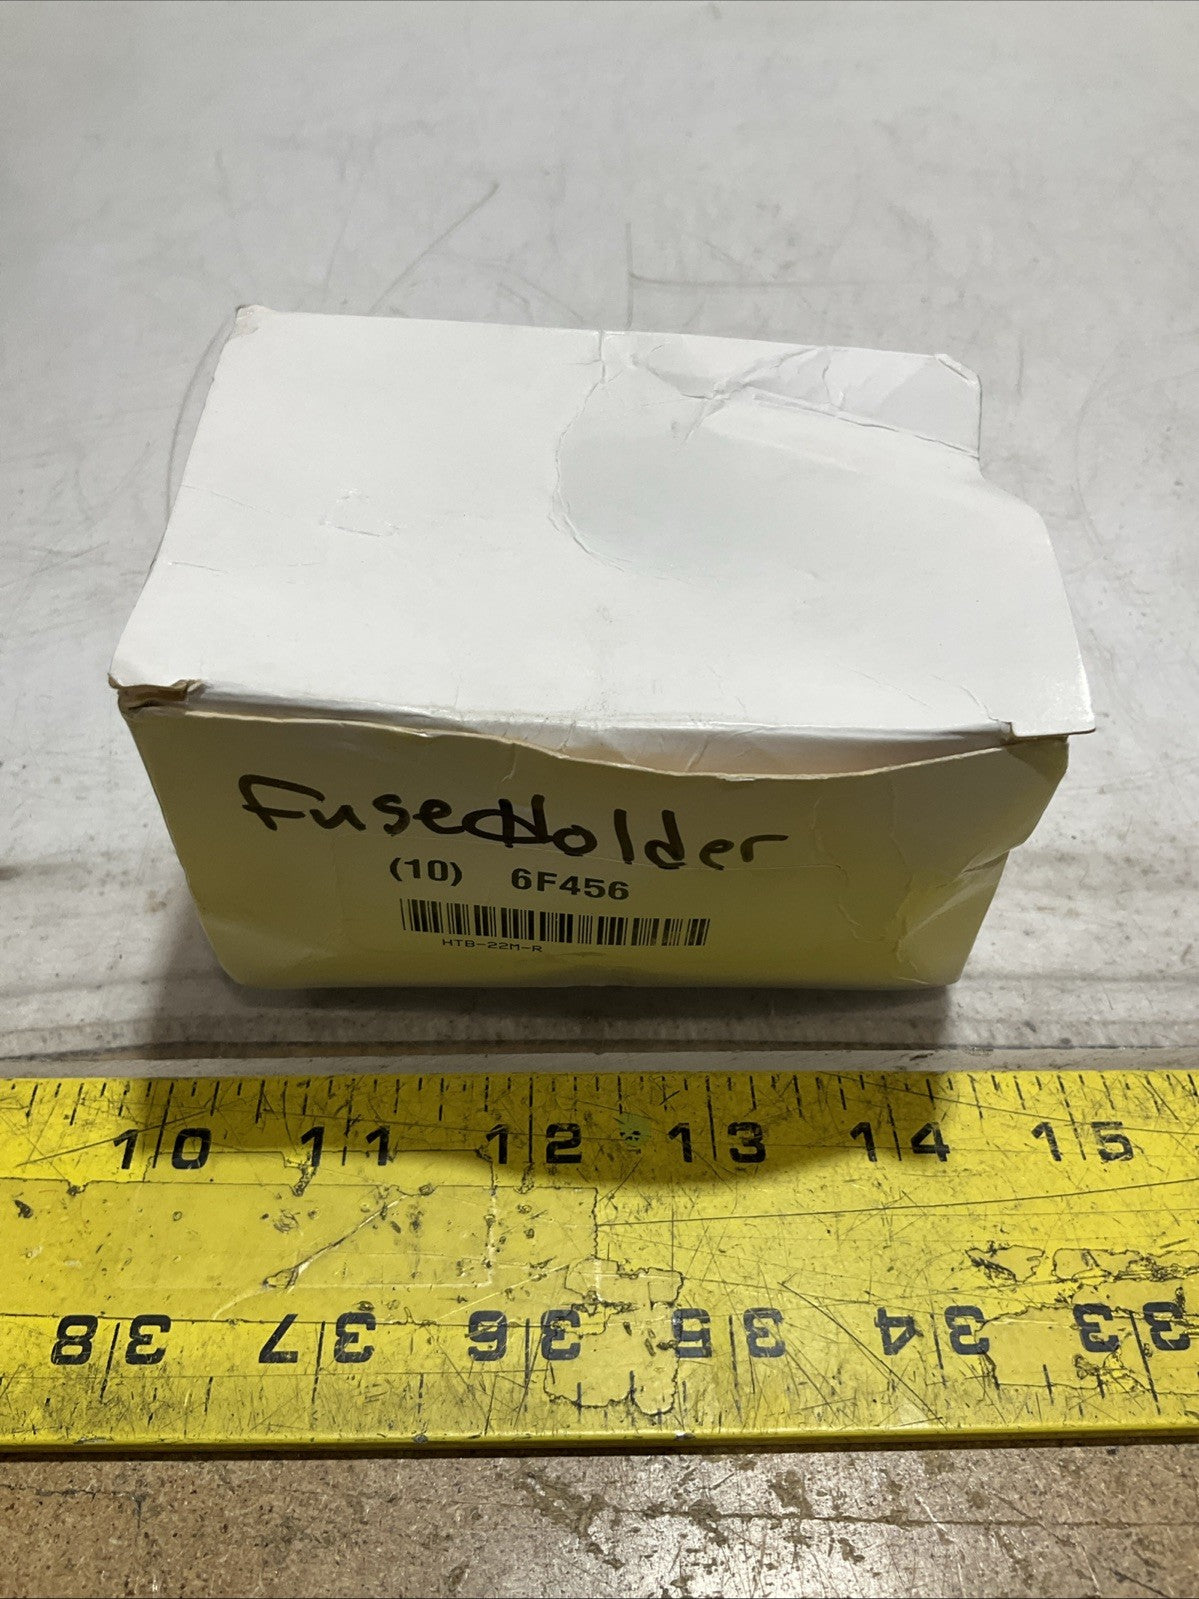 FuseHolder
(10) 6F456
HTB-22M-R
10 11 12 13 14 15
38 37 36 35 34 33